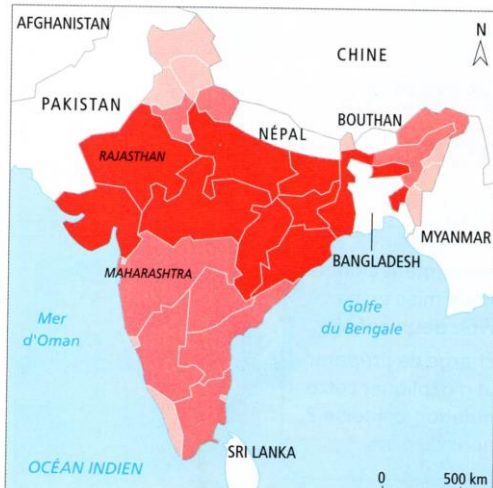 AFGHANISTAN
N
CHINE
PAKISTAN
NÉPAL
BOUTHAN
RAJASTHAN
MYANMAR
BANGLADESH
MAHARASHTRA
Mer
d'Oman
Golfe
du Bengale
SRI LANKA
OCÉAN INDIEN
0 500 km